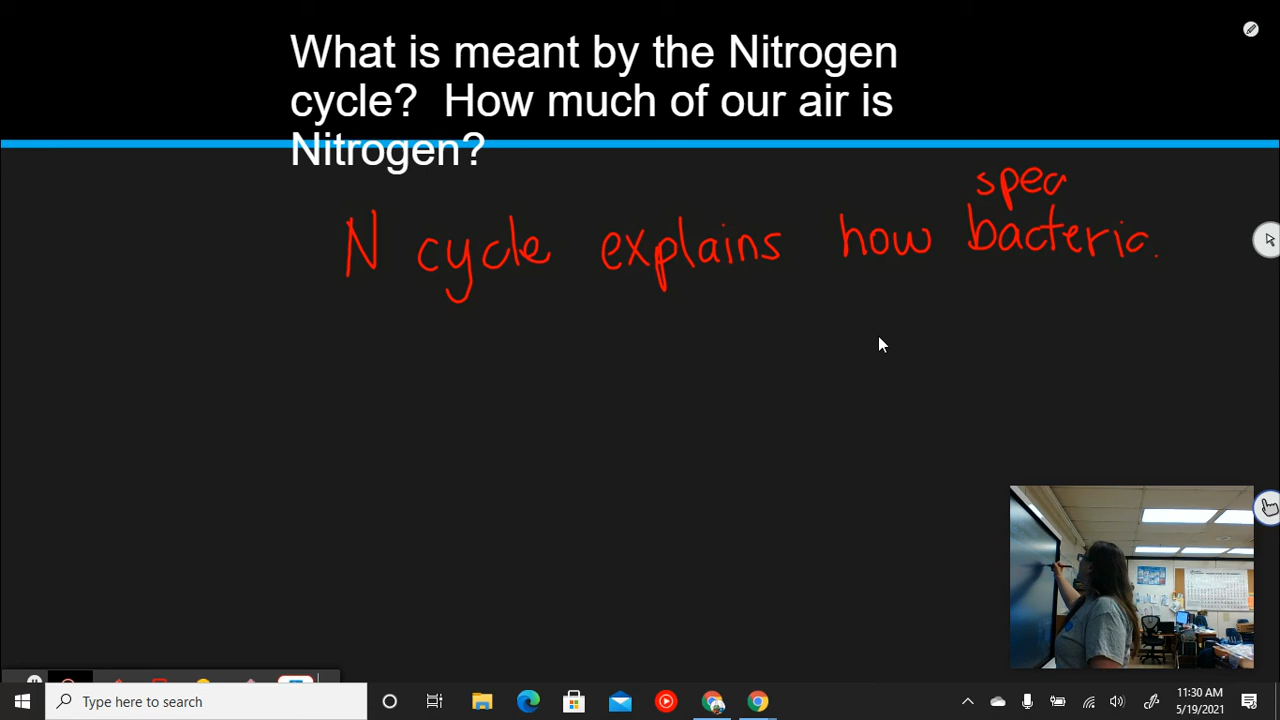 What is meant by the Nitrogen
cycle? How much of our air is
Nitrogen?
spec
N cycle explains how bacteria.
Type here to search
11:30 AM
5/19/2021